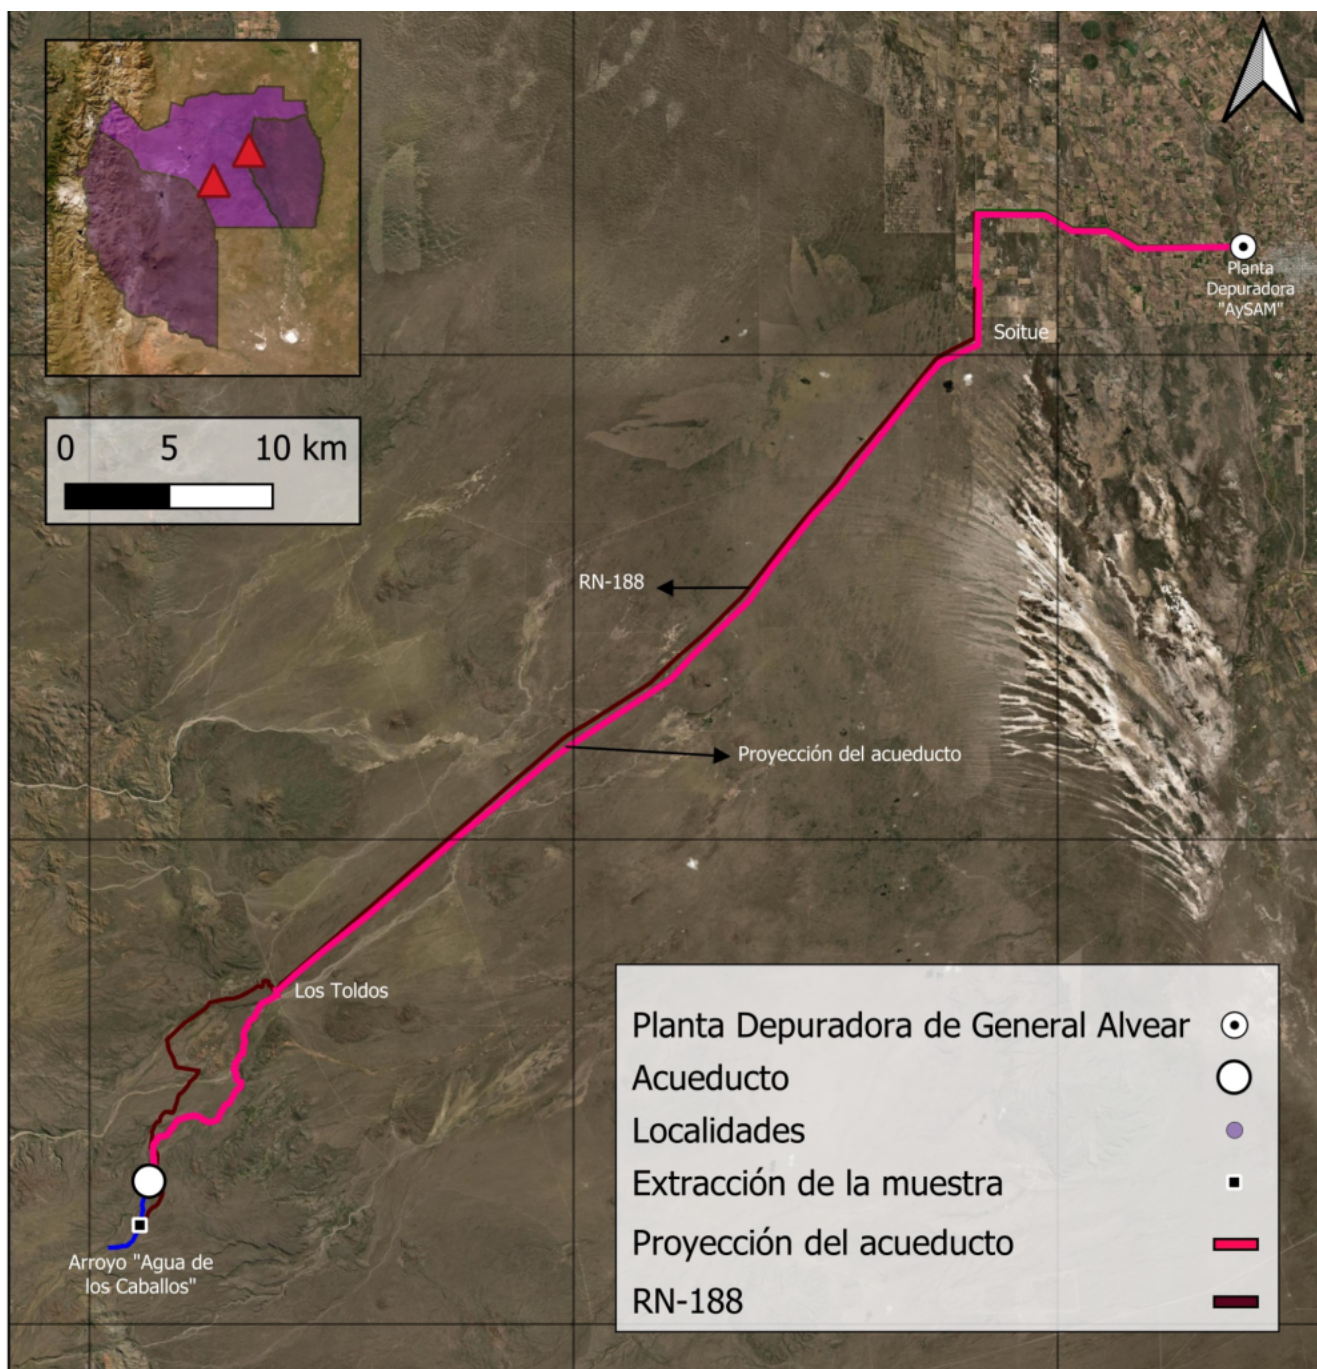 0 5 10 km
Planta
Depuradora
"AySAM"
Soitue
RN-188
Proyección del acueducto
Los Toldos
Arroyo "Agua de
los Caballos"
Planta Depuradora de General Alvear
Acueducto
Localidades
Extracción de la muestra
Proyección del acueducto
RN-188